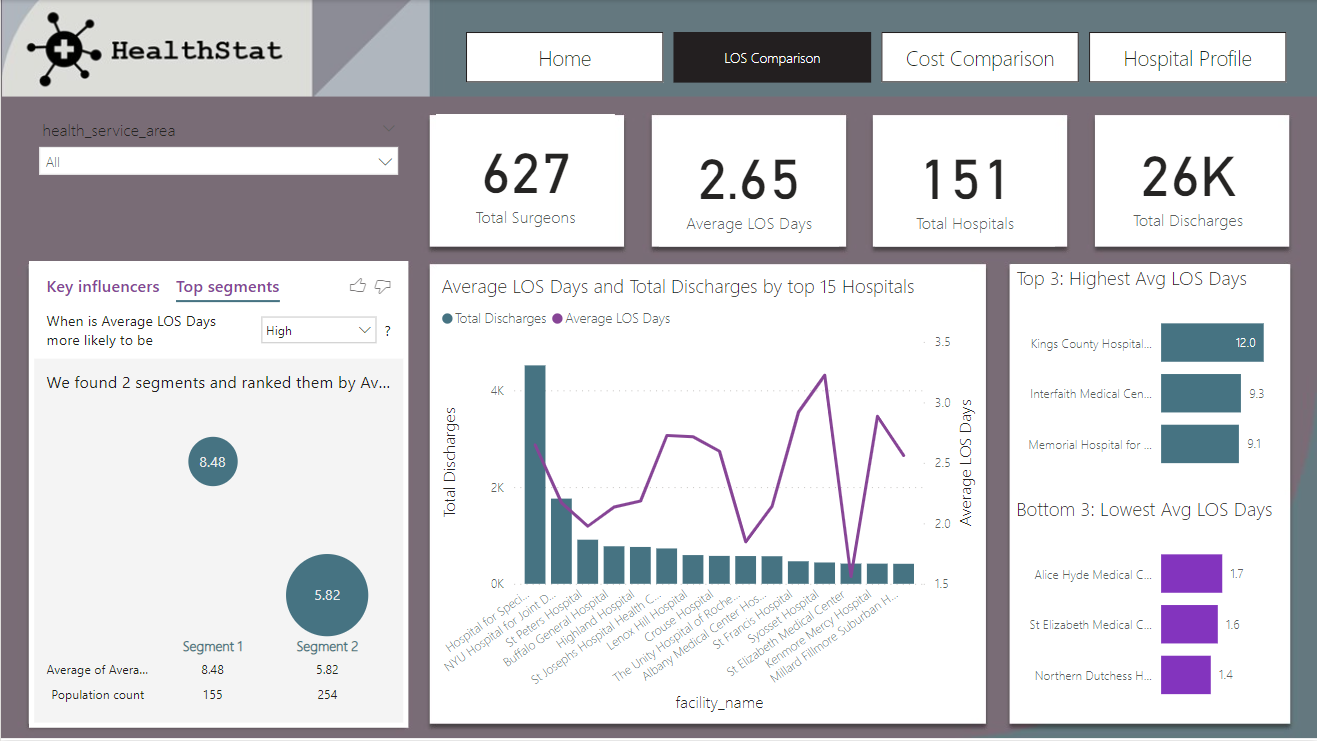 HealthStat
Home
LOS Comparison
Cost Comparison
Hospital Profile
health_service_area
All
627
Total Surgeons
2.65
Average LOS Days
151
Total Hospitals
26K
Total Discharges
Key influencers
Top segments
When is Average LOS Days
more likely to be
High
?
We found 2 segments and ranked them by Av...
8.48
5.82
Segment 1
Segment 2
Average of Avera...
8.48
5.82
Population count
155
254
Average LOS Days and Total Discharges by top 15 Hospitals
Total Discharges
Average LOS Days
Total Discharges
4K
2K
0K
3.5
3.0
2.5
2.0
1.5
Average LOS Days
Hospital for Speci...
NYU Hospital for Joint D...
St Peters Hospital
Buffalo General Hospital
Highland Hospital
St Josephs Hospital Health C...
Lenox Hill Hospital
Crouse Hospital
The Unity Hospital of Roche...
Albany Medical Center Hos...
St Francis Hospital
Syosset Hospital
St Elizabeth Medical Center
Kenmore Mercy Hospital
Millard Fillmore Suburban H...
facility_name
Top 3: Highest Avg LOS Days
Kings County Hospital...
12.0
Interfaith Medical Cen...
9.3
Memorial Hospital for ...
9.1
Bottom 3: Lowest Avg LOS Days
Alice Hyde Medical C...
1.7
St Elizabeth Medical C...
1.6
Northern Dutchess H...
1.4